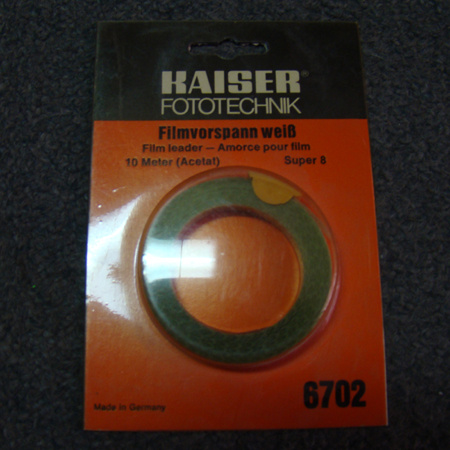 KAISER
FOTOTECHNIK
Filmvorspann weiß
Film leader – Amorce pour film
10 Meter (Acetat) Super 8
Made in Germany
6702